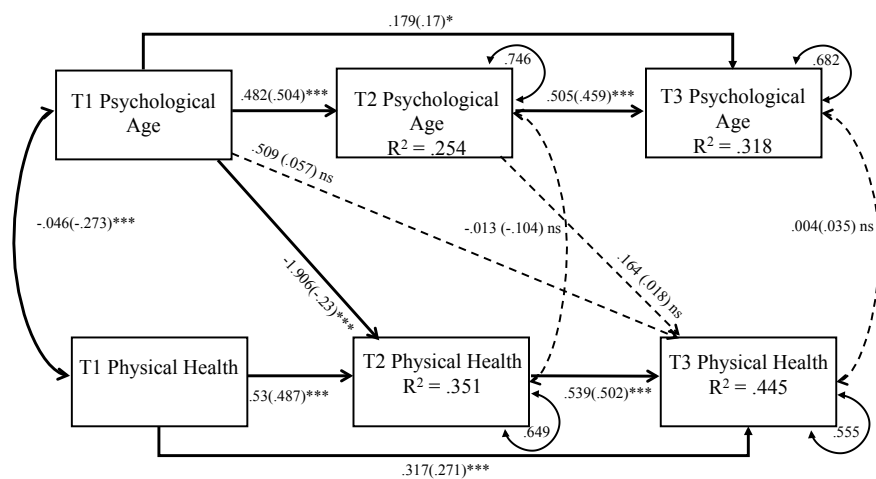 .179(.17)*
.746
.682
T1 Psychological
Age
.482(.504)***
T2 Psychological
Age
R² = .254
.505(.459)***
T3 Psychological
Age
R² = .318
.509 (.057) ns
-.046(-.273)***
-.013 (-.104) ns
.004(.035) ns
.164 (.018) ns
-1.906(-.23)***
T1 Physical Health
.53(.487)***
T2 Physical Health
R² = .351
.539(.502)***
T3 Physical Health
R² = .445
.649
.555
.317(.271)***